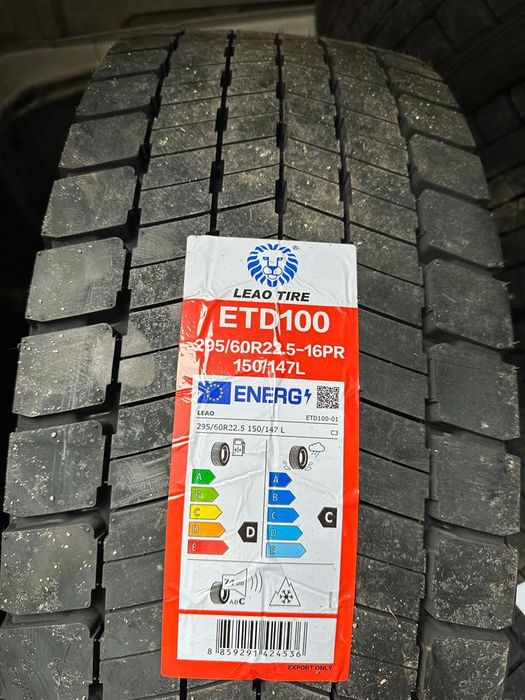 LEAO TIRE
ETD100
295/60R22.5-16PR
150/147L
ENERG
LEAO ETD100-01
295/60R22.5 150/147 L C3
A A
B B
C C C
D D D
E E
ABC
8 859291 424536
EXPORT ONLY